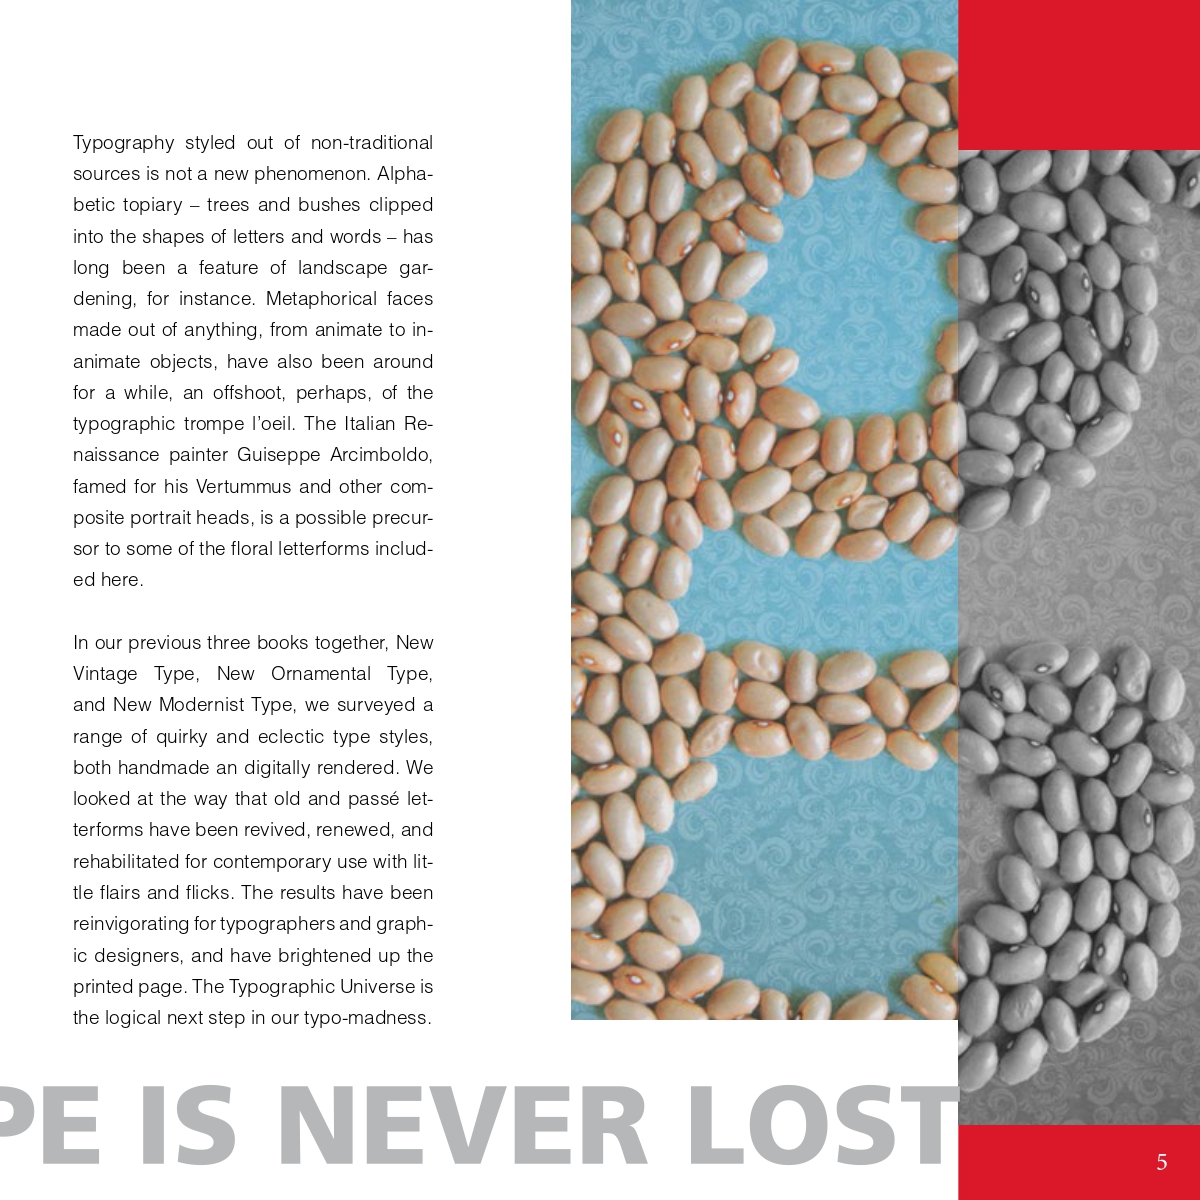 Typography styled out of non-traditional
sources is not a new phenomenon. Alpha-
betic topiary – trees and bushes clipped
into the shapes of letters and words – has
long been a feature of landscape gar-
dening, for instance. Metaphorical faces
made out of anything, from animate to in-
animate objects, have also been around
for a while, an offshoot, perhaps, of the
typographic trompe l’oeil. The Italian Re-
naissance painter Guiseppe Arcimboldo,
famed for his Vertummus and other com-
posite portrait heads, is a possible precur-
sor to some of the floral letterforms includ-
ed here.
In our previous three books together, New
Vintage Type, New Ornamental Type,
and New Modernist Type, we surveyed a
range of quirky and eclectic type styles,
both handmade an digitally rendered. We
looked at the way that old and passé let-
terforms have been revived, renewed, and
rehabilitated for contemporary use with lit-
tle flairs and flicks. The results have been
reinvigorating for typographers and graph-
ic designers, and have brightened up the
printed page. The Typographic Universe is
the logical next step in our typo-madness.
PE IS NEVER LOST
5